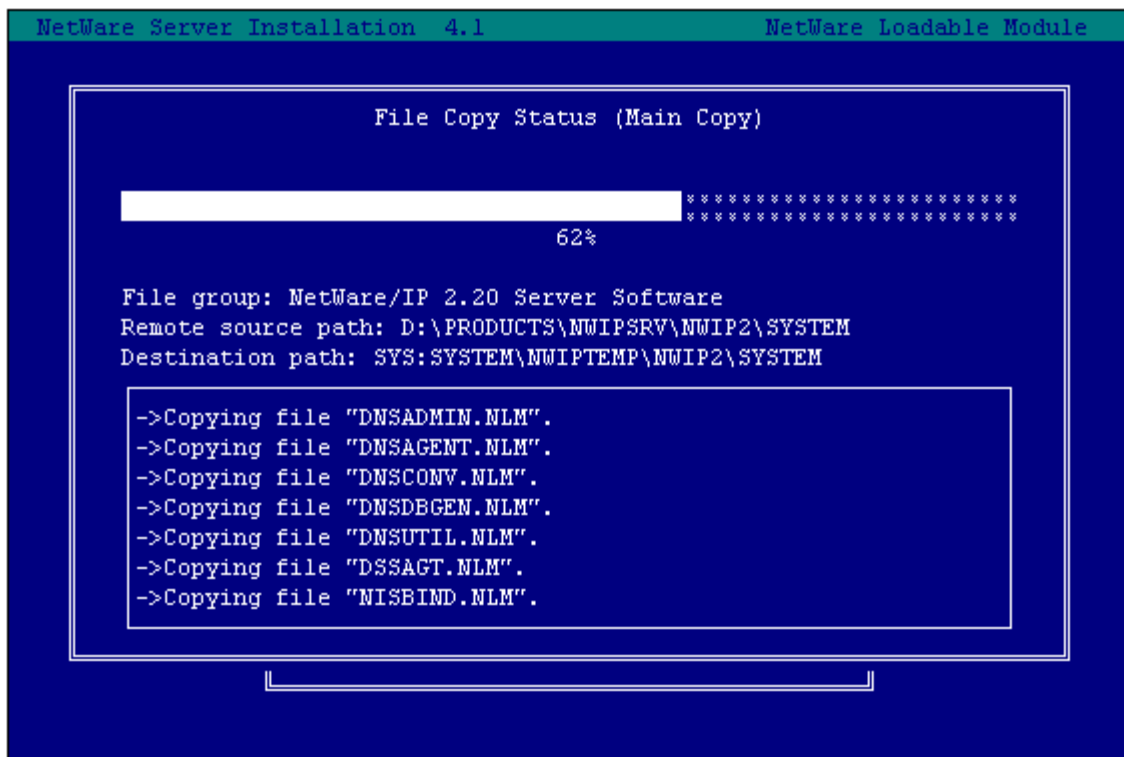 NetWare Server Installation 4.1 NetWare Loadable Module
File Copy Status (Main Copy)
62%
File group: NetWare/IP 2.20 Server Software
Remote source path: D:\PRODUCTS\NWIPSRV\NWIP2\SYSTEM
Destination path: SYS:SYSTEM\NWIPTEMP\NWIP2\SYSTEM
->Copying file "DNSADMIN.NLM".
->Copying file "DNSAGENT.NLM".
->Copying file "DNSCONV.NLM".
->Copying file "DNSDBGEN.NLM".
->Copying file "DNSUTIL.NLM".
->Copying file "DSSAGT.NLM".
->Copying file "NISBIND.NLM".